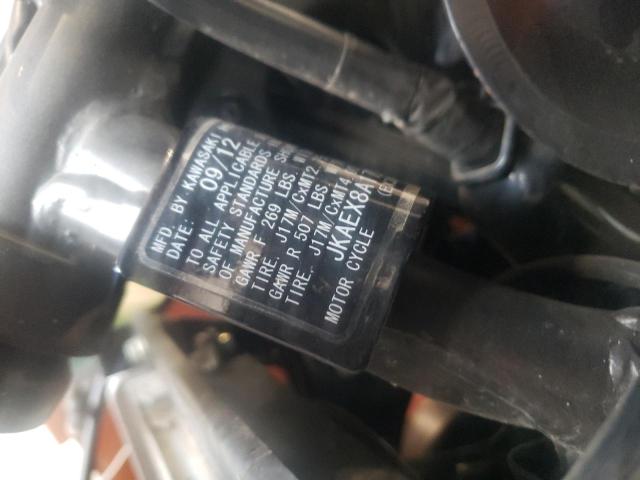 MFD. BY KAWASAKI
DATE: 09/12
TO ALL APPLICABLE
SAFETY STANDARDS
OF MANUFACTURE
GAWR F 269 LBS.
TIRE. J17M/CxMT2.
GAWR R 507 LBS.
TIRE. J17M/CxMT4.
JKAEX8A
MOTOR CYCLE